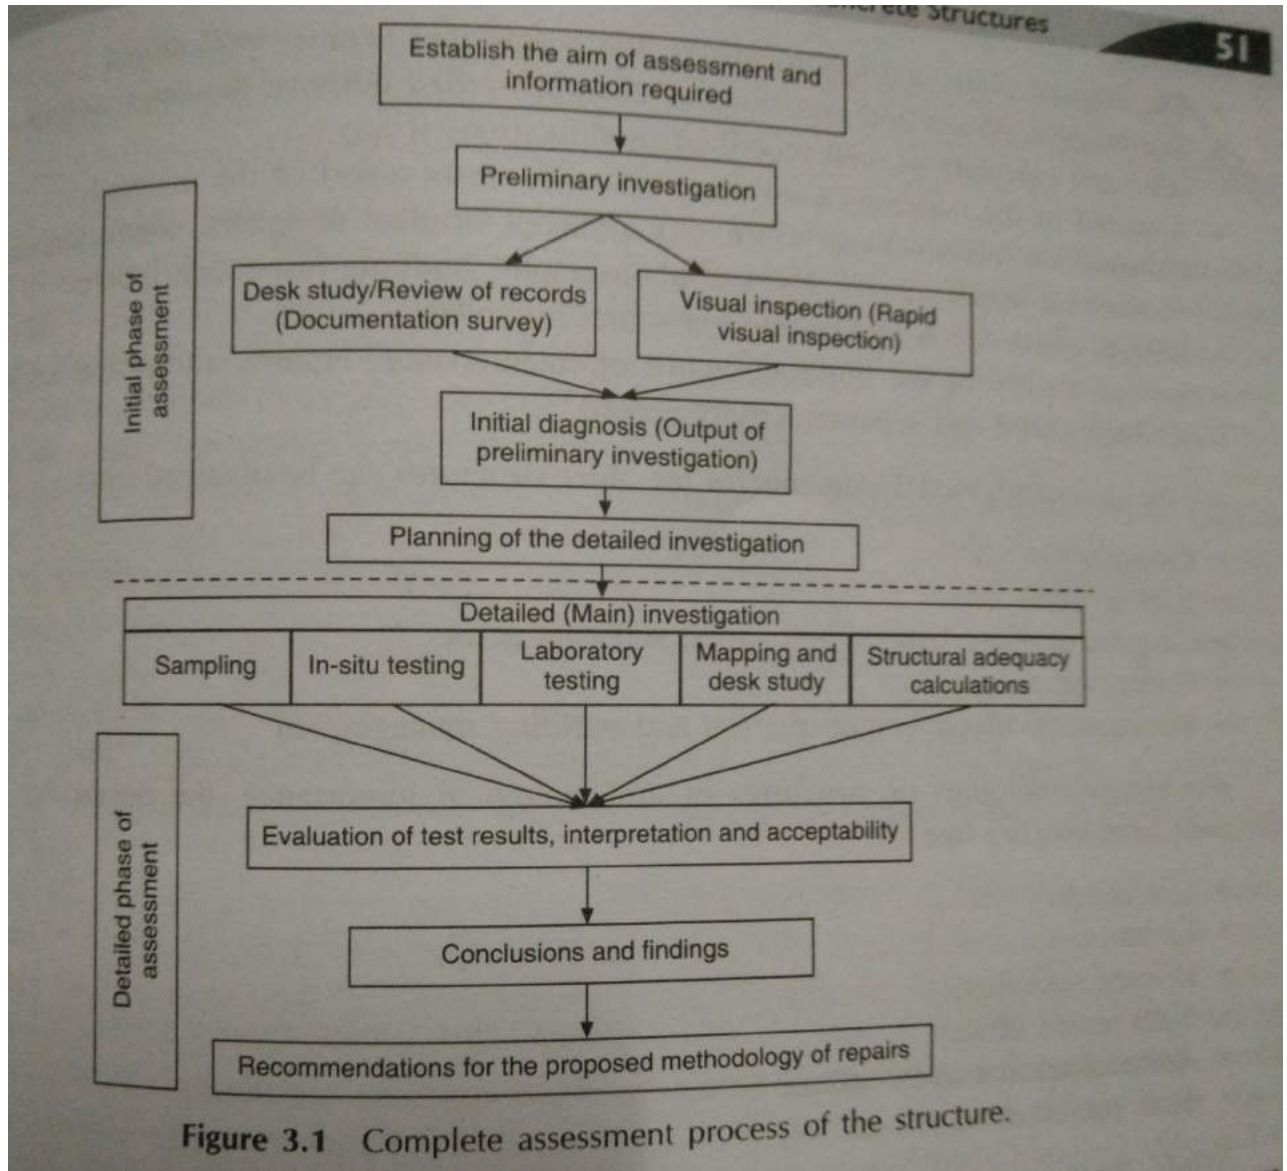 Structures
51
Establish the aim of assessment and
information required
Preliminary investigation
Initial phase of
assessment
Desk study/Review of records
(Documentation survey)
Visual inspection (Rapid
visual inspection)
Initial diagnosis (Output of
preliminary investigation)
Planning of the detailed investigation
Detailed (Main) investigation
Sampling
In-situ testing
Laboratory
testing
Mapping and
desk study
Structural adequacy
calculations
Detailed phase of
assessment
Evaluation of test results, interpretation and acceptability
Conclusions and findings
Recommendations for the proposed methodology of repairs
Figure 3.1 Complete assessment process of the structure.